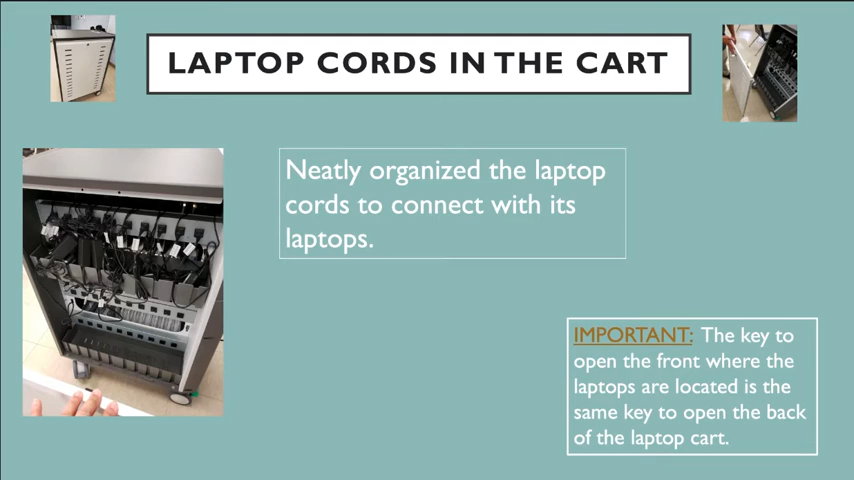 LAPTOP CORDS IN THE CART
Neatly organized the laptop
cords to connect with its
laptops.
IMPORTANT: The key to
open the front where the
laptops are located is the
same key to open the back
of the laptop cart.